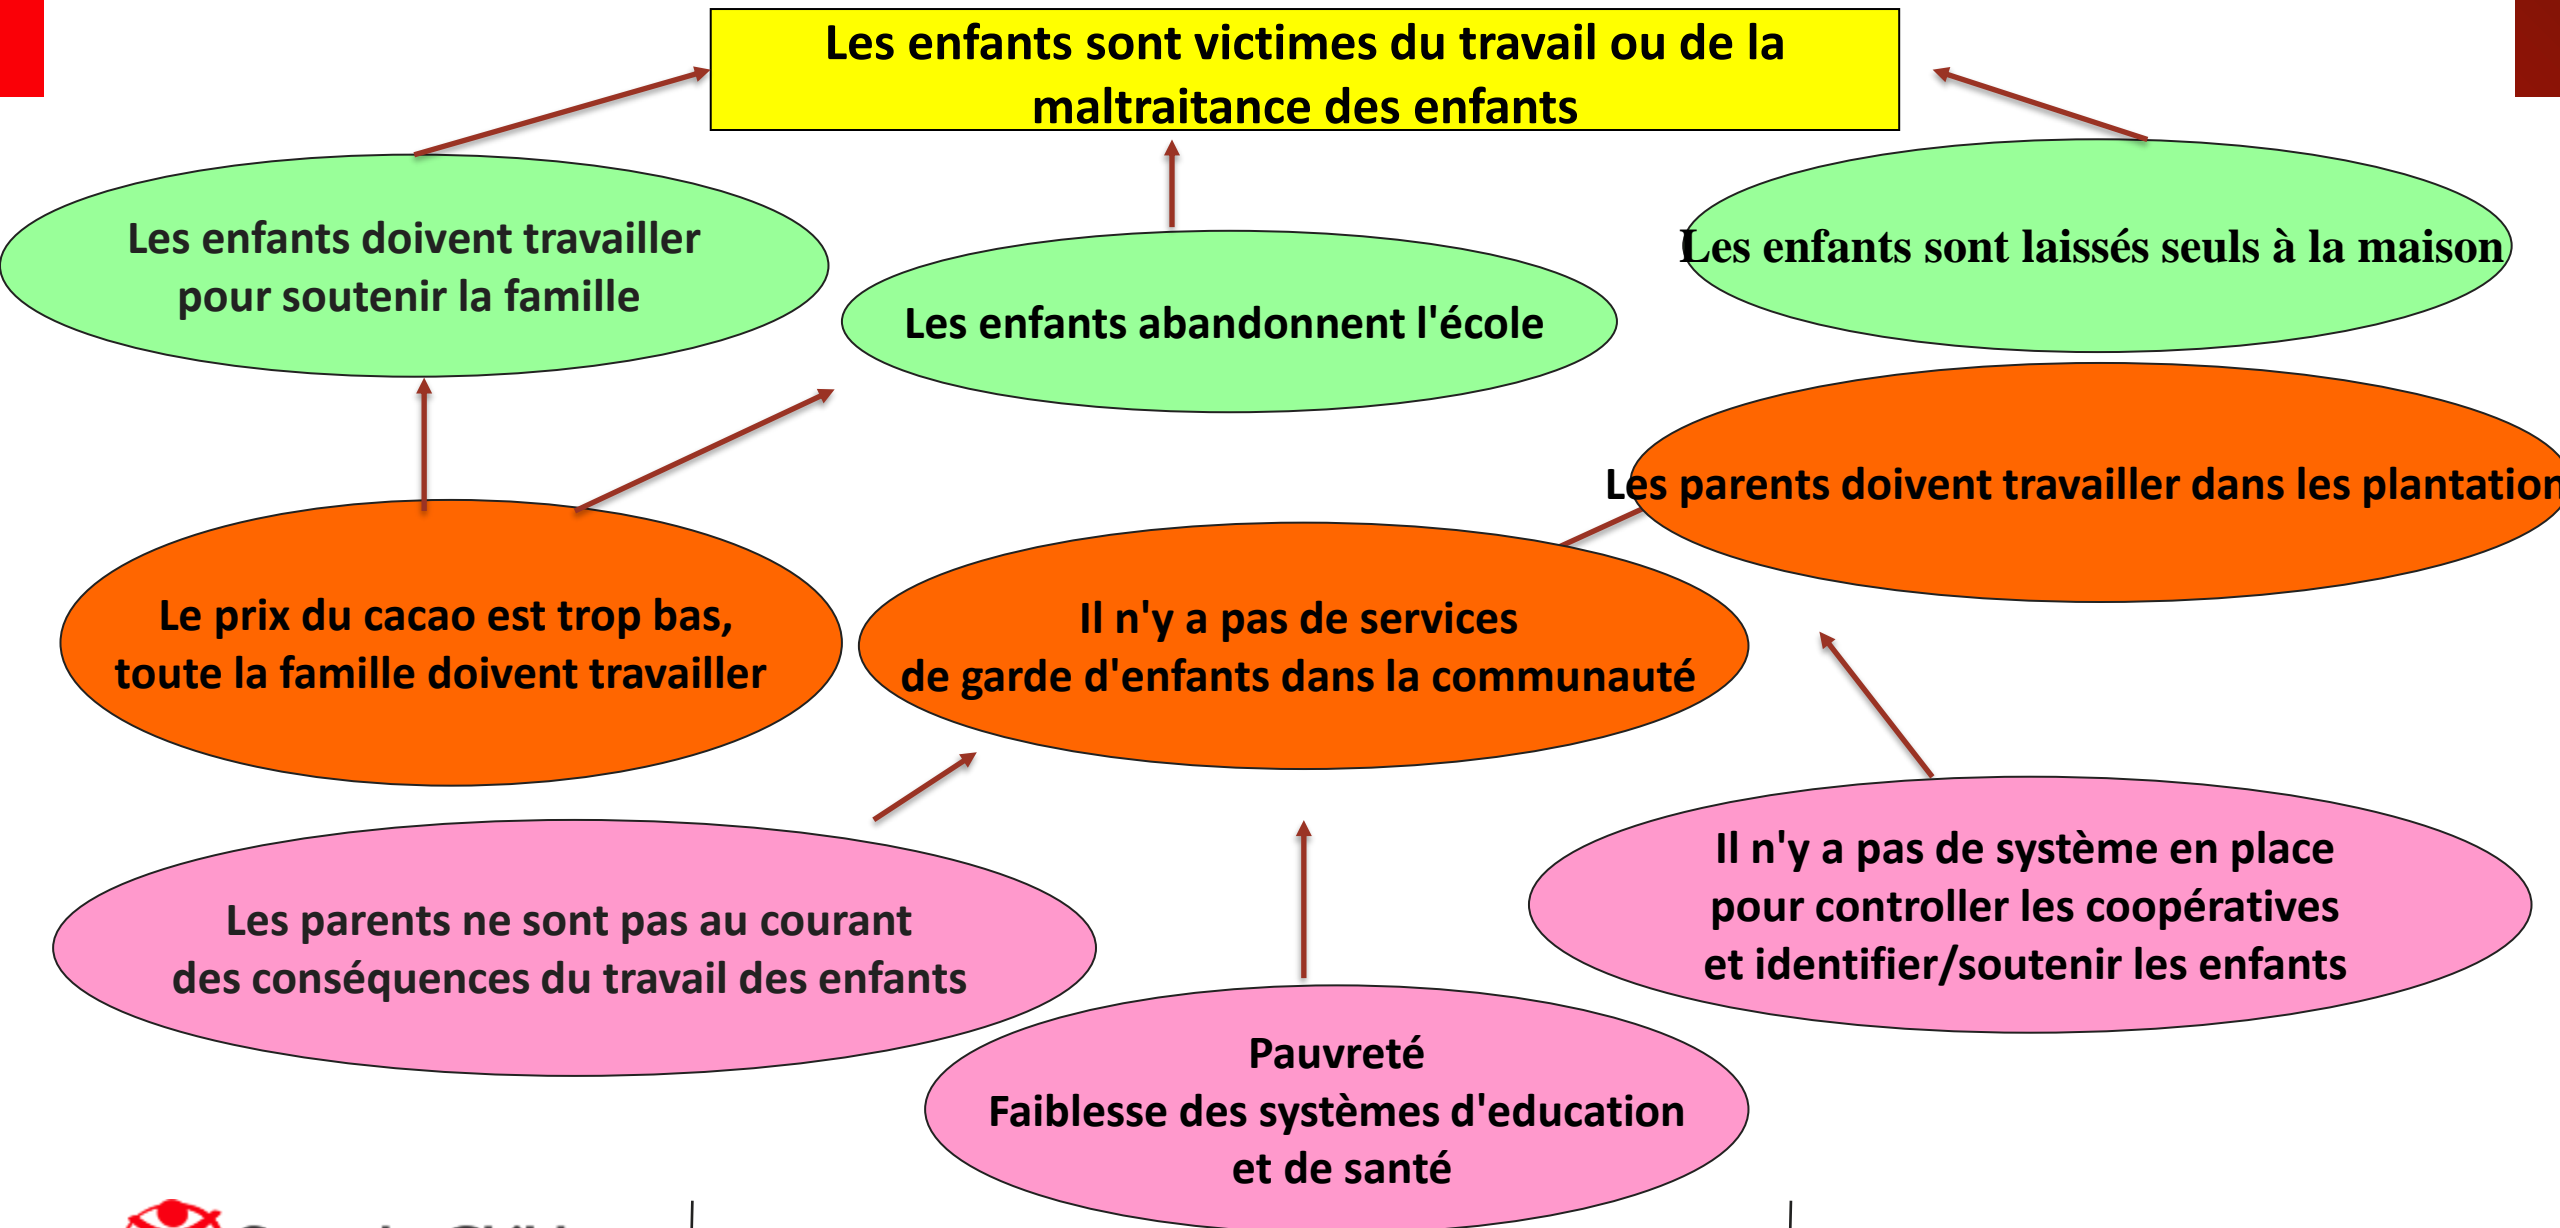 Les enfants sont victimes du travail ou de la
maltraitance des enfants
Les enfants doivent travailler
pour soutenir la famille
Les enfants abandonnent l'école
Les enfants sont laissés seuls à la maison
Les parents doivent travailler dans les plantation
Le prix du cacao est trop bas,
toute la famille doivent travailler
Il n'y a pas de services
de garde d'enfants dans la communauté
Les parents ne sont pas au courant
des conséquences du travail des enfants
Pauvreté
Faiblesse des systèmes d'education
et de santé
Il n'y a pas de système en place
pour controller les coopératives
et identifier/soutenir les enfants